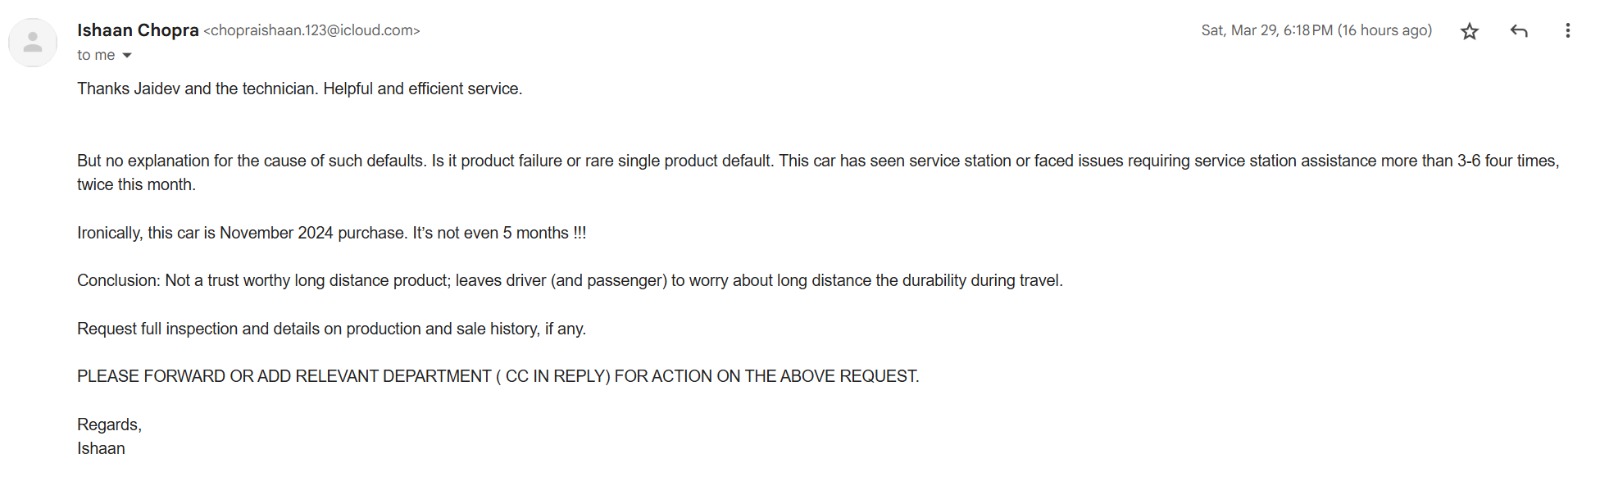 Ishaan Chopra <chopraishaan.123@icloud.com>
Sat, Mar 29, 6:18 PM (16 hours ago)
to me
Thanks Jaidev and the technician. Helpful and efficient service.
But no explanation for the cause of such defaults. Is it product failure or rare single product default. This car has seen service station or faced issues requiring service station assistance more than 3-6 four times,
twice this month.
Ironically, this car is November 2024 purchase. It's not even 5 months !!!
Conclusion: Not a trust worthy long distance product; leaves driver (and passenger) to worry about long distance the durability during travel.
Request full inspection and details on production and sale history, if any.
PLEASE FORWARD OR ADD RELEVANT DEPARTMENT ( CC IN REPLY) FOR ACTION ON THE ABOVE REQUEST.
Regards,
Ishaan